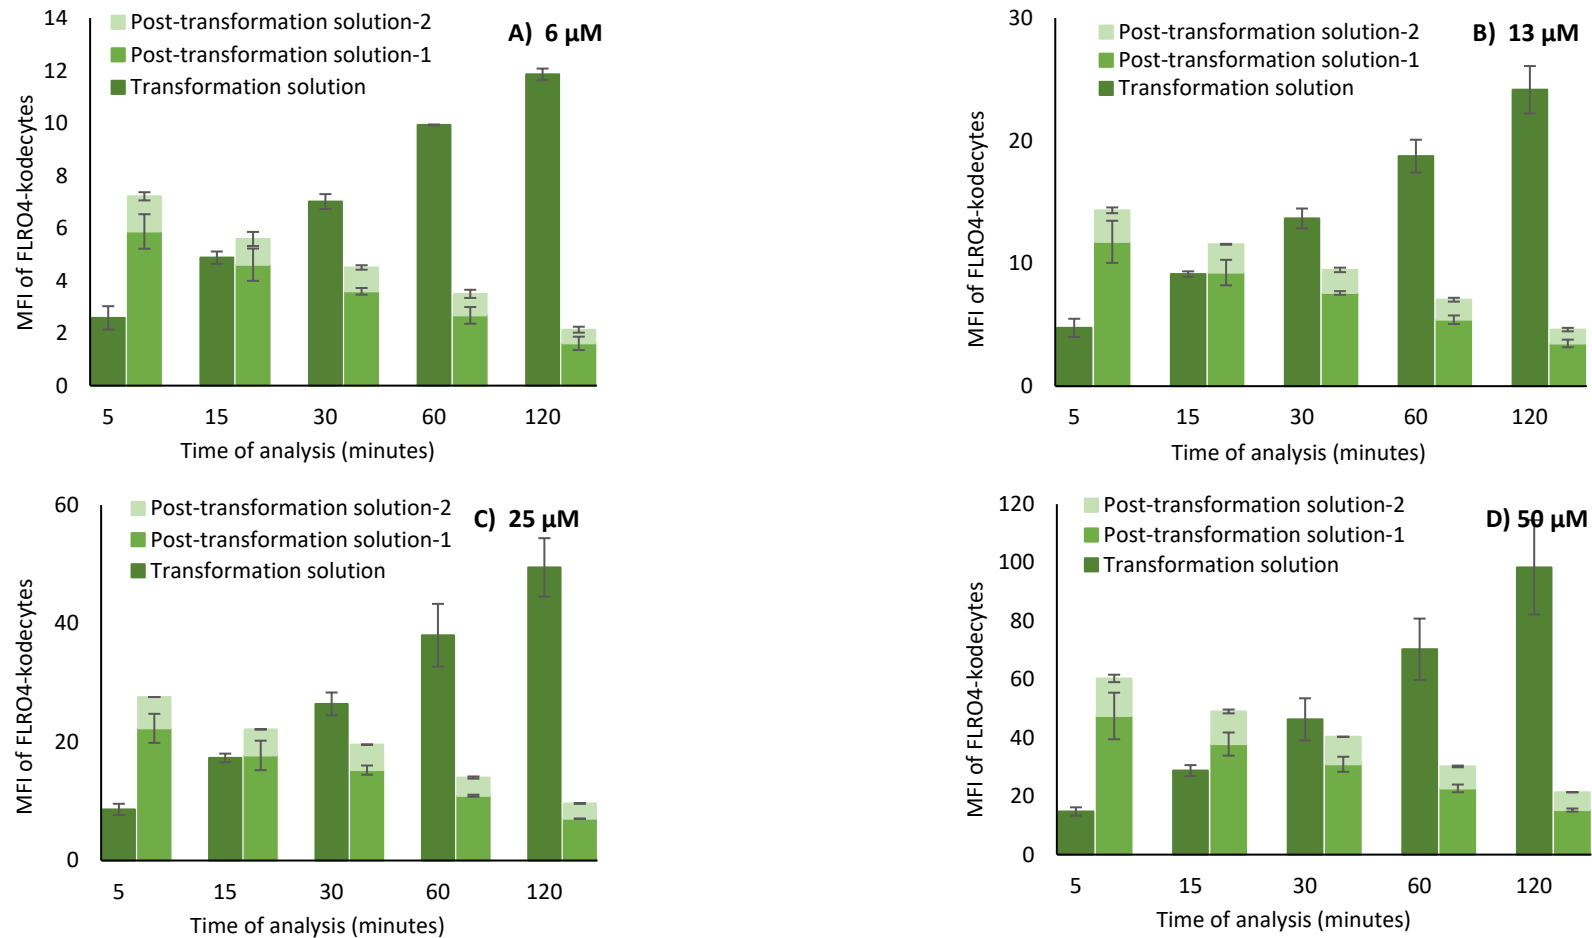 14
12
10
8
6
4
2
0
MFI of FLRO4-kodecytes
Post-transformation solution-2
Post-transformation solution-1
Transformation solution
A) 6 µM
5 15 30 60 120
Time of analysis (minutes)
30
20
10
0
MFI of FLRO4-kodecytes
Post-transformation solution-2
Post-transformation solution-1
Transformation solution
B) 13 µM
5 15 30 60 120
Time of analysis (minutes)
60
40
20
0
MFI of FLRO4-kodecytes
Post-transformation solution-2
Post-transformation solution-1
Transformation solution
C) 25 µM
5 15 30 60 120
Time of analysis (minutes)
120
100
80
60
40
20
0
MFI of FLRO4-kodecytes
Post-transformation solution-2
Post-transformation solution-1
Transformation solution
D) 50 µM
5 15 30 60 120
Time of analysis (minutes)